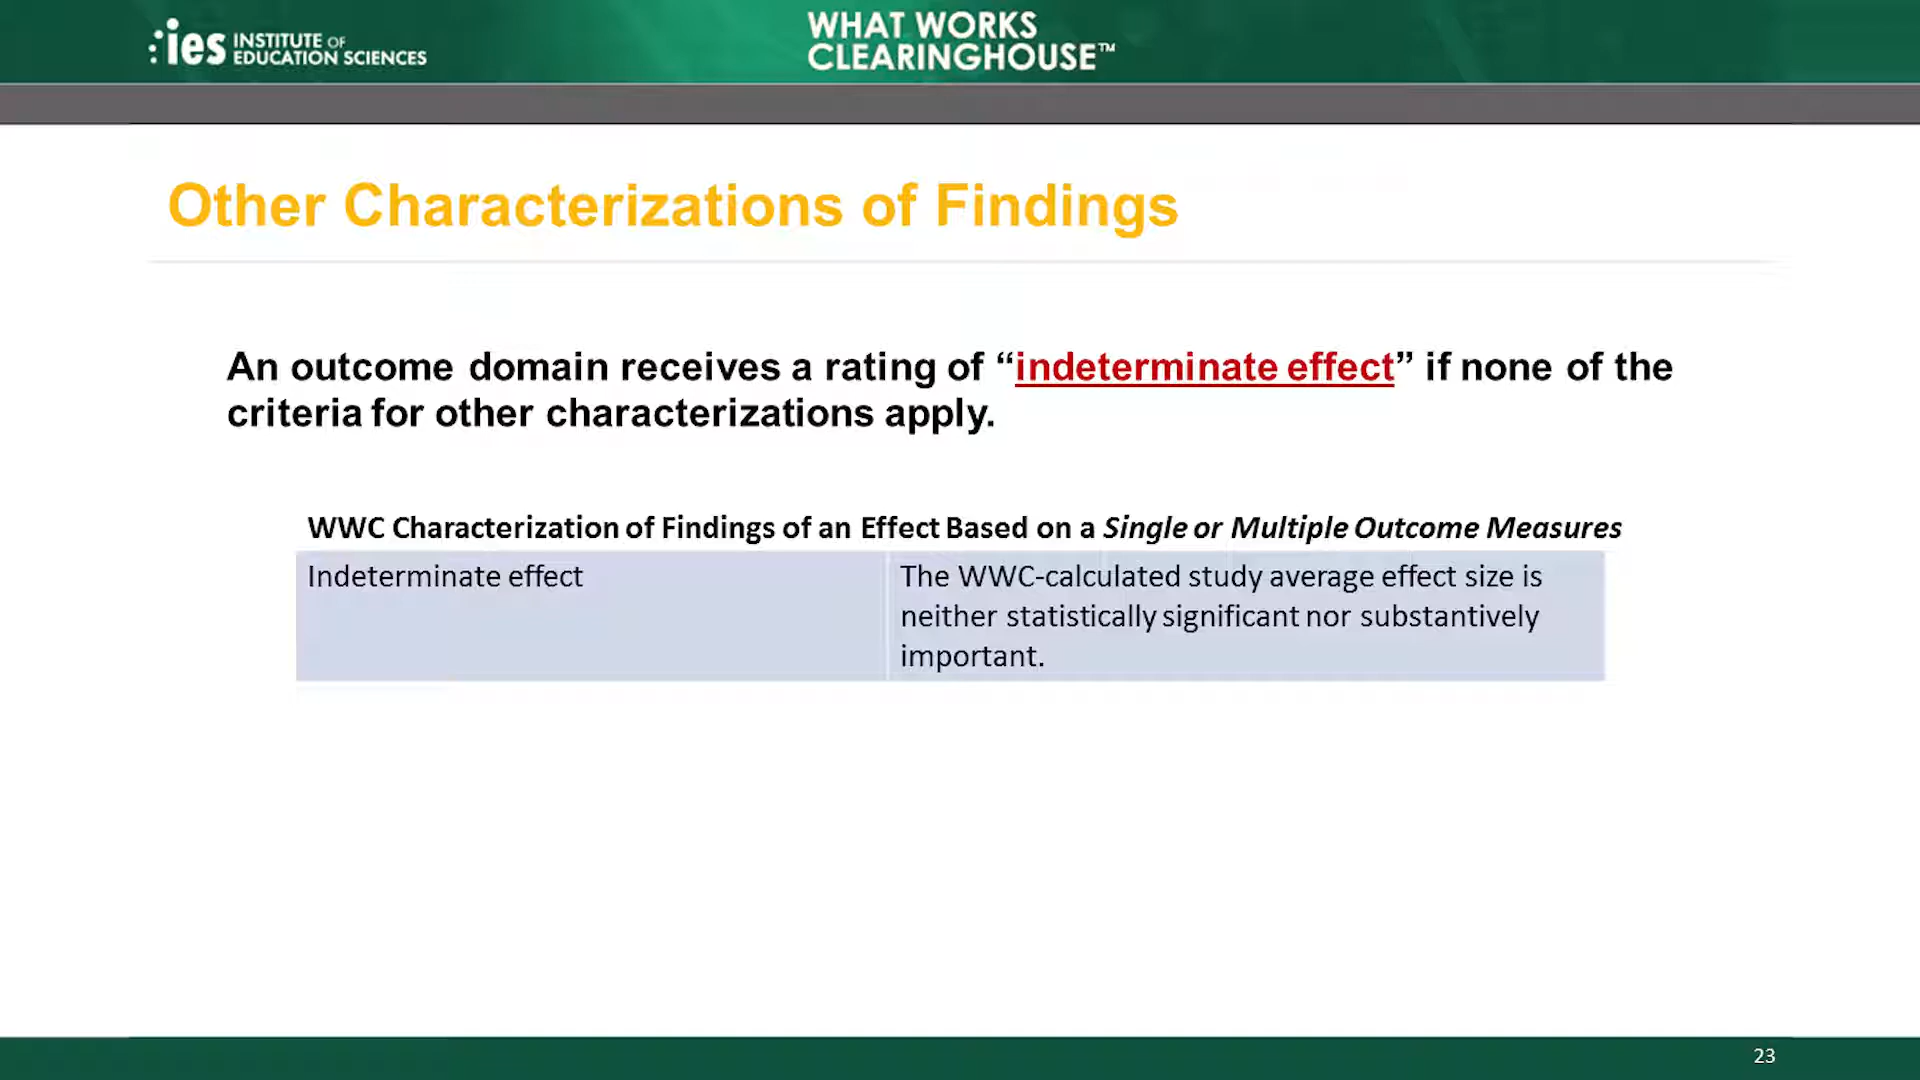 ies INSTITUTE OF
EDUCATION SCIENCES
WHAT WORKS
CLEARINGHOUSE™
Other Characterizations of Findings
An outcome domain receives a rating of “indeterminate effect” if none of the
criteria for other characterizations apply.
WWC Characterization of Findings of an Effect Based on a Single or Multiple Outcome Measures
Indeterminate effect
The WWC-calculated study average effect size is
neither statistically significant nor substantively
important.
23